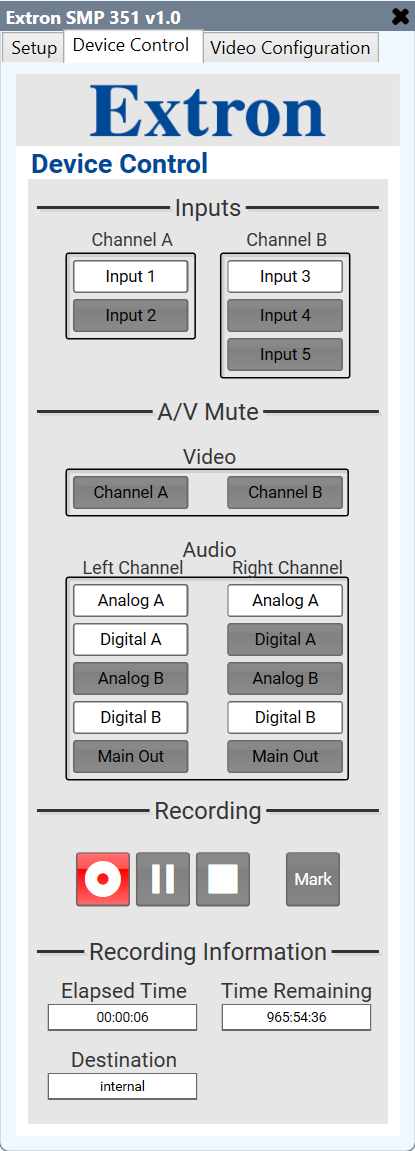 Extron SMP 351 v1.0
Setup Device Control Video Configuration
Extron
Device Control
Inputs
Channel A Channel B
Input 1 Input 3
Input 2 Input 4
Input 5
A/V Mute
Video
Channel A Channel B
Audio
Left Channel Right Channel
Analog A Analog A
Digital A Digital A
Analog B Analog B
Digital B Digital B
Main Out Main Out
Recording
Mark
Recording Information
Elapsed Time Time Remaining
00:00:06 965:54:36
Destination
internal